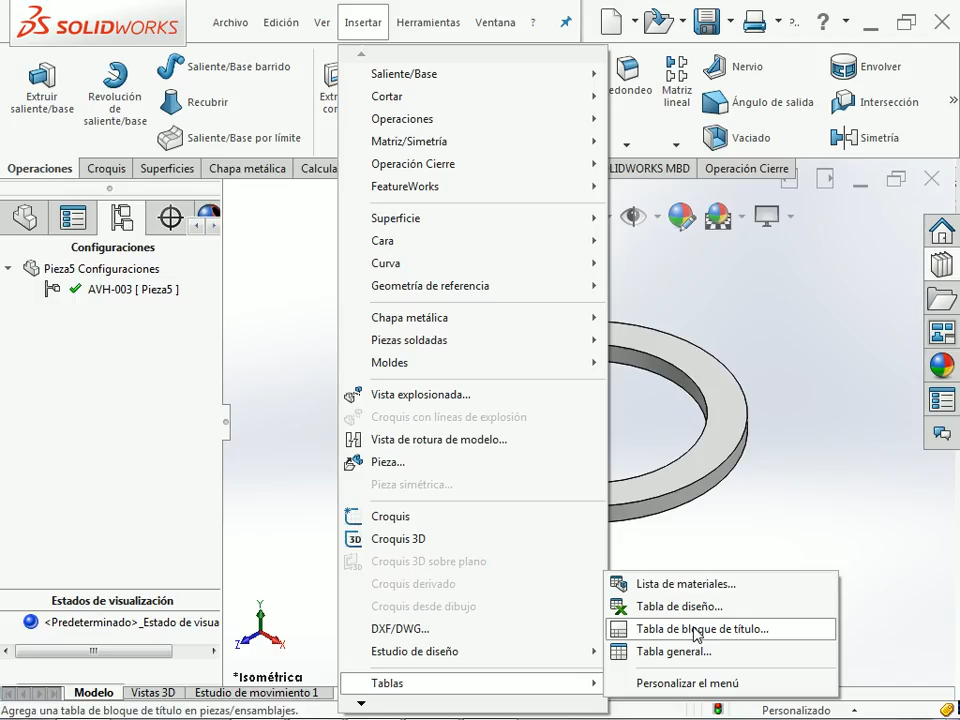 SOLIDWORKS
Archivo
Edición
Ver
Insertar
Herramientas
Ventana
?
P..
?
Extruir saliente/base
Revolución de saliente/base
Saliente/Base barrido
Recubrir
Saliente/Base por límite
Extr
co
edondeo
Matriz lineal
Nervio
Ángulo de salida
Vaciado
Envolver
Intersección
Simetría
»
Operaciones
Croquis
Superficies
Chapa metálica
Calcula
LIDWORKS MBD
Operación Cierre
Configuraciones
Pieza5 Configuraciones
AVH-003 [ Pieza5 ]
Saliente/Base
Cortar
Operaciones
Matriz/Simetría
Operación Cierre
FeatureWorks
Superficie
Cara
Curva
Geometría de referencia
Chapa metálica
Piezas soldadas
Moldes
Vista explosionada...
Croquis con líneas de explosión
Vista de rotura de modelo...
Pieza...
Pieza simétrica...
Croquis
3D Croquis 3D
Croquis 3D sobre plano
Croquis derivado
Croquis desde dibujo
DXF/DWG...
Estudio de diseño
Tablas
Lista de materiales...
Tabla de diseño...
Tabla de bloque de título...
Tabla general...
Personalizar el menú
Estados de visualización
<Predeterminado>_Estado de visua
Y
Z
X
*Isométrica
Modelo
Vistas 3D
Estudio de movimiento 1
Agrega una tabla de bloque de título en piezas/ensamblajes.
Personalizado